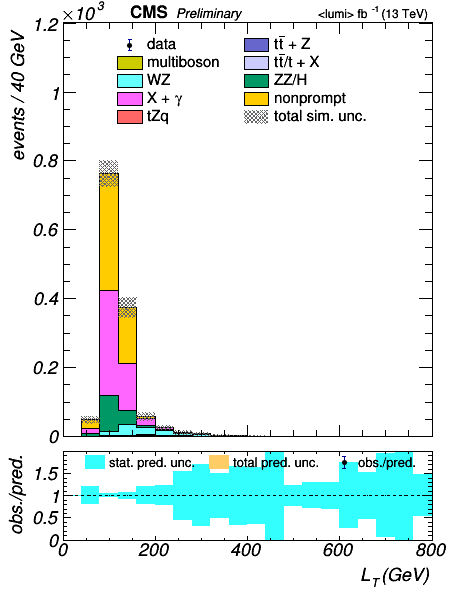 ×10³ CMS Preliminary <lumi> fb⁻¹ (13 TeV)
events / 40 GeV
1.2
1
0.8
0.6
0.4
0.2
0
data
multiboson
WZ
X + γ
tZq
tt̄ + Z
tt̄/t + X
ZZ/H
nonprompt
total sim. unc.
obs./pred.
1.5
1
0.5
0
stat. pred. unc. total pred. unc. obs./pred.
0 200 400 600 800
L_T (GeV)